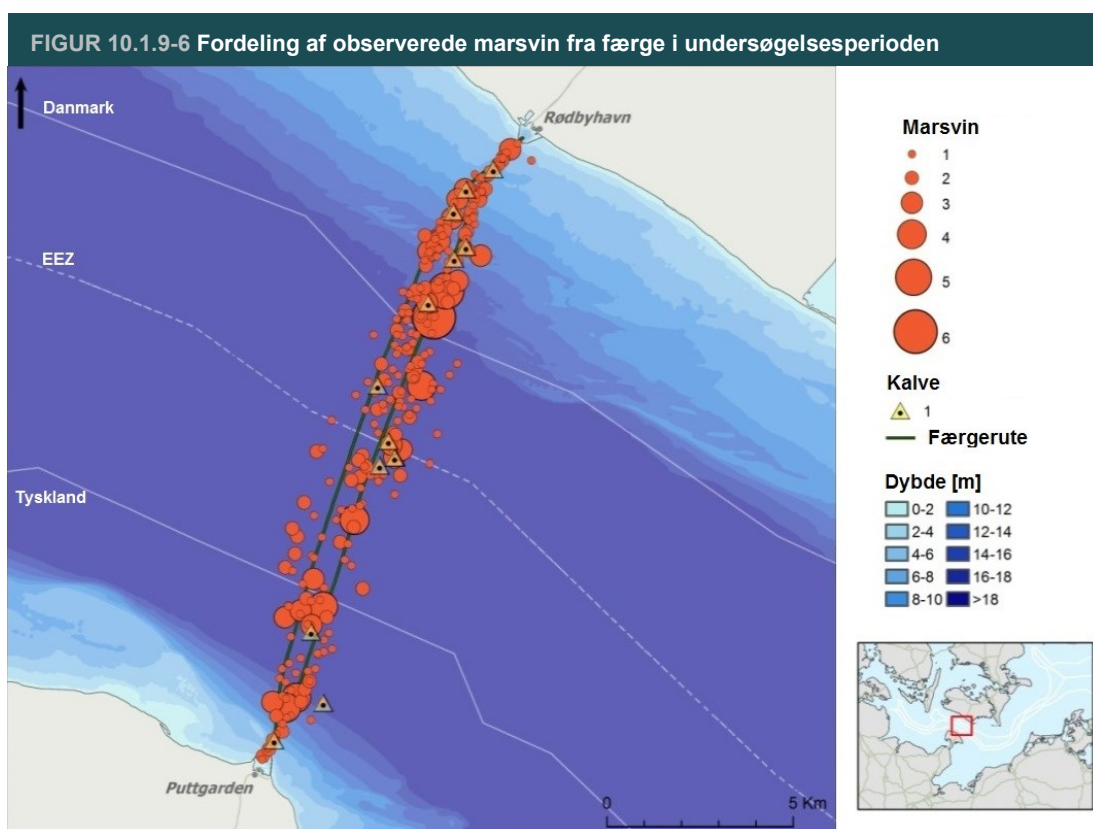 FIGUR 10.1.9-6 Fordeling af observerede marsvin fra færge i undersøgelsesperioden
Danmark
Rødbyhavn
EEZ
Tyskland
Puttgarden
0 5 Km
Marsvin
1
2
3
4
5
6
Kalve
1
Færgerute
Dybde [m]
0-2 10-12
2-4 12-14
4-6 14-16
6-8 16-18
8-10 >18